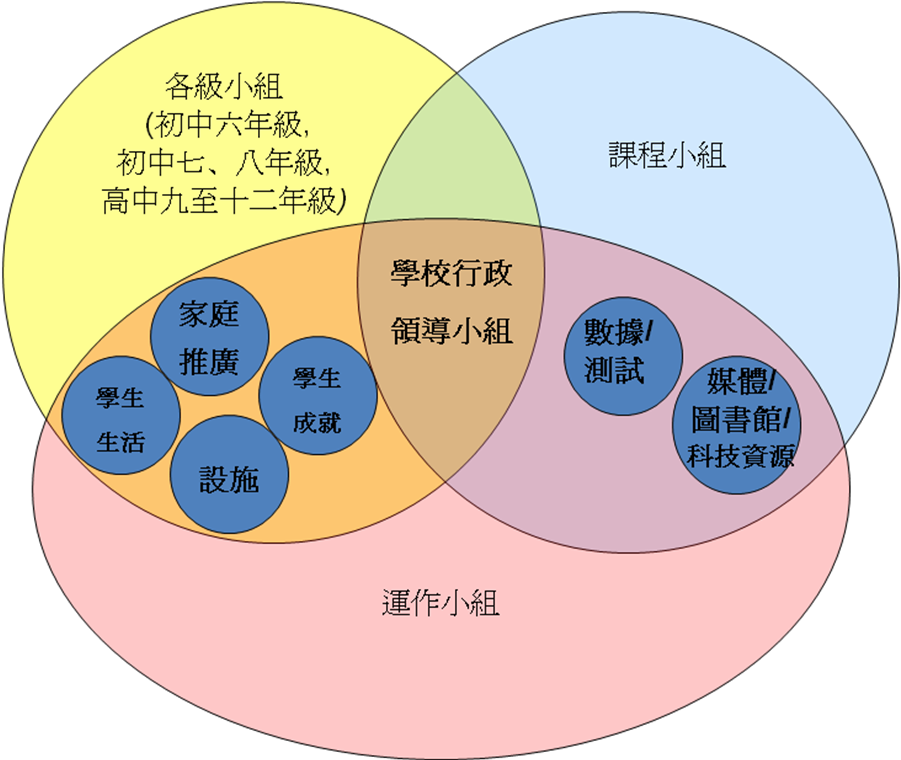 各級小組
(初中六年級,
初中七、八年級,
高中九至十二年級)
課程小組
學校行政
領導小組
家庭
推廣
學生
生活
學生
成就
設施
數據/
測試
媒體/
圖書館/
科技資源
運作小組